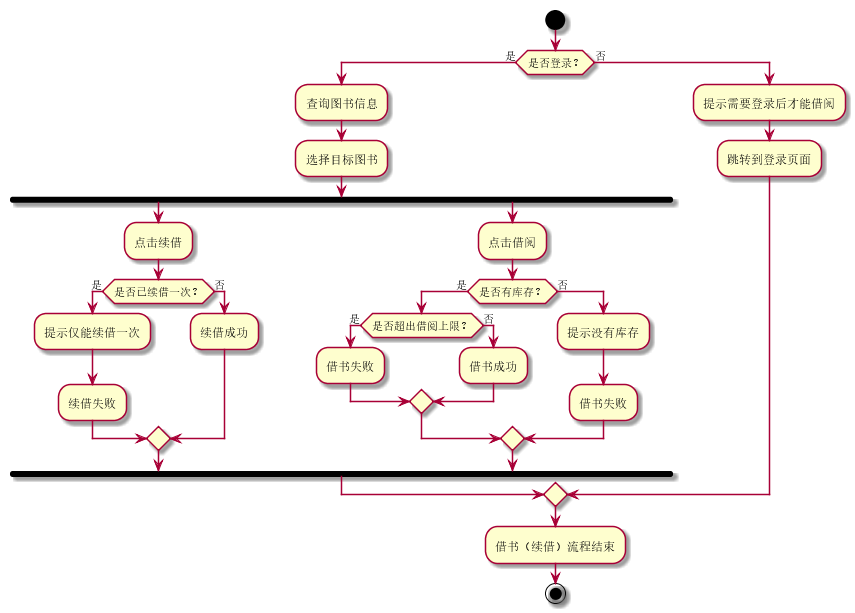 是否登录？
是
否
查询图书信息
提示需要登录后才能借阅
选择目标图书
跳转到登录页面
点击续借
点击借阅
是否已续借一次？
是
否
是否有库存？
是
否
提示仅能续借一次
续借成功
是否超出借阅上限？
是
否
提示没有库存
借书失败
借书成功
续借失败
借书失败
借书（续借）流程结束